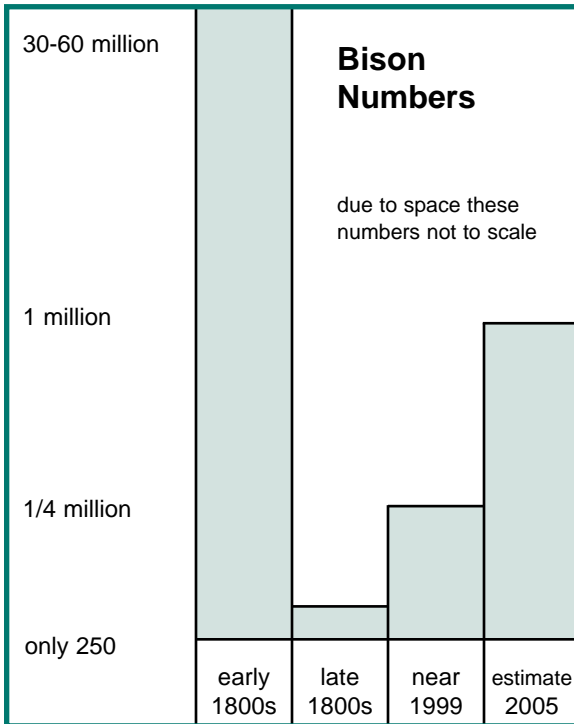 30-60 million
Bison
Numbers
due to space these
numbers not to scale
1 million
1/4 million
only 250
early
1800s
late
1800s
near
1999
estimate
2005